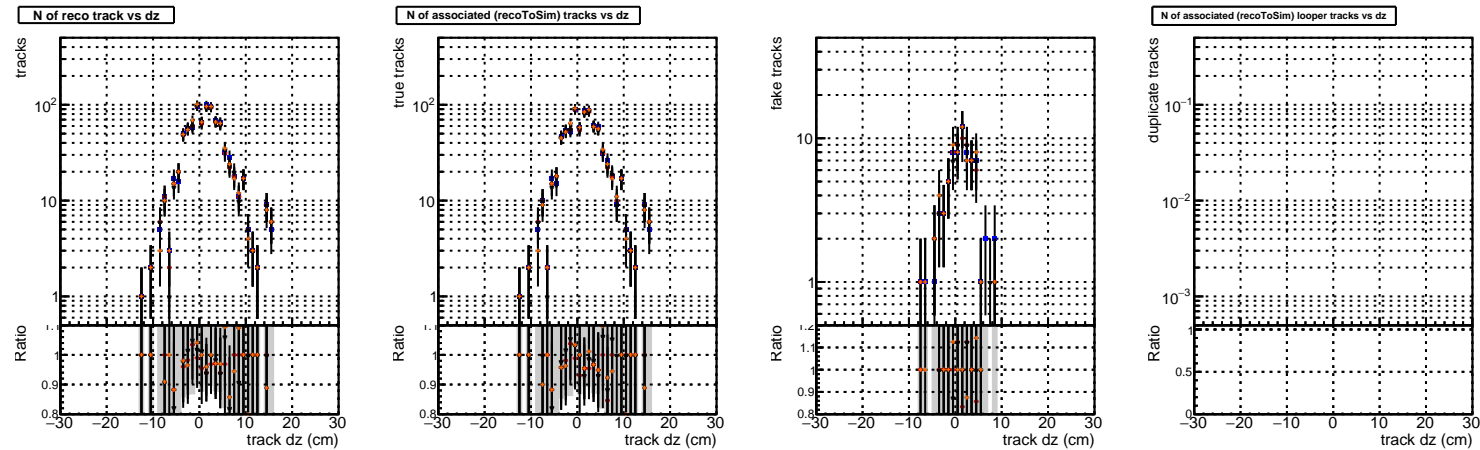 N of reco track vs dz
tracks
10²
10
1
Ratio
1.1
1
0.9
0.8
−30 −20 −10 0 10 20 30
track dz (cm)
N of associated (recoToSim) tracks vs dz
true tracks
10²
10
1
Ratio
1.1
1
0.9
0.8
−30 −20 −10 0 10 20 30
track dz (cm)
fake tracks
10
1
Ratio
1.2
1.1
1
0.9
0.8
−30 −20 −10 0 10 20 30
track dz (cm)
N of associated (recoToSim) looper tracks vs dz
duplicate tracks
10⁻¹
10⁻²
10⁻³
Ratio
1
0.5
0
−30 −20 −10 0 10 20 30
track dz (cm)